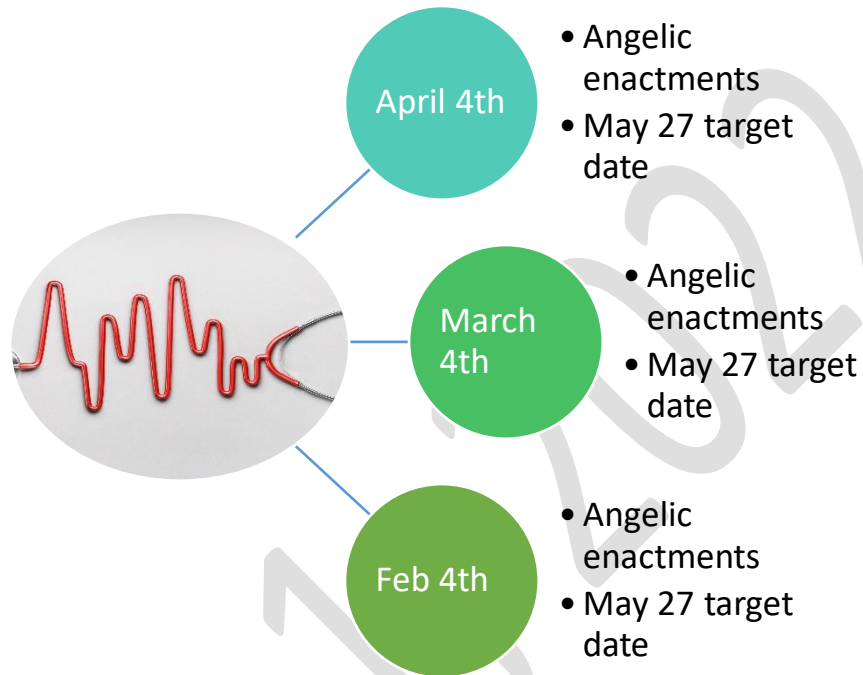 April 4th
• Angelic
enactments
• May 27 target
date
March
4th
• Angelic
enactments
• May 27 target
date
Feb 4th
• Angelic
enactments
• May 27 target
date